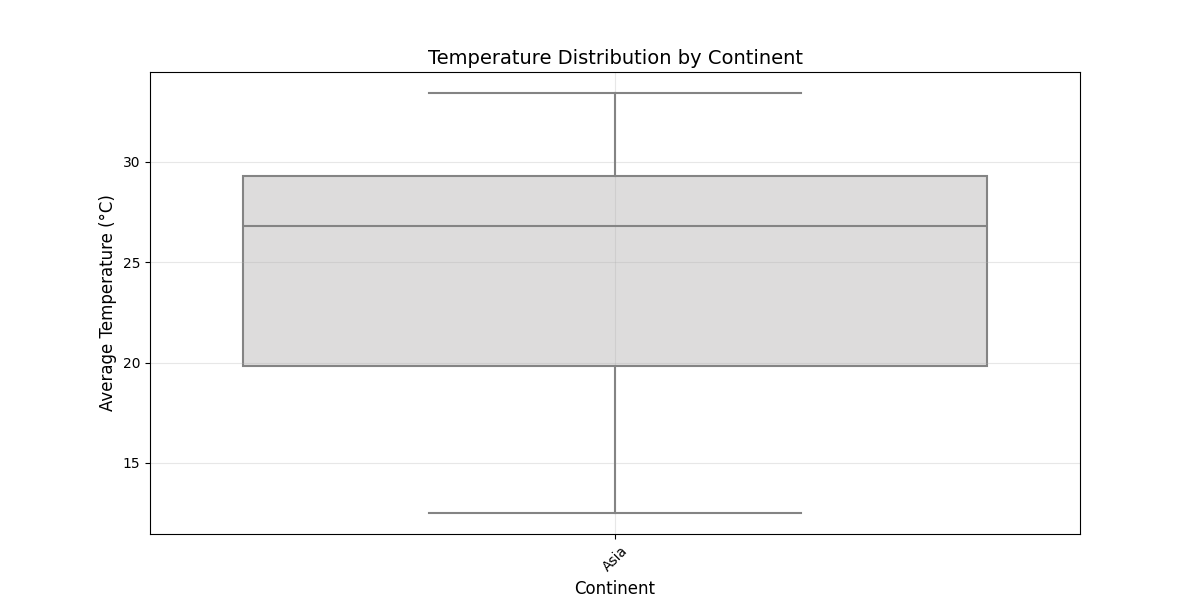 Temperature Distribution by Continent
Average Temperature (°C)
30
25
20
15
Asia
Continent